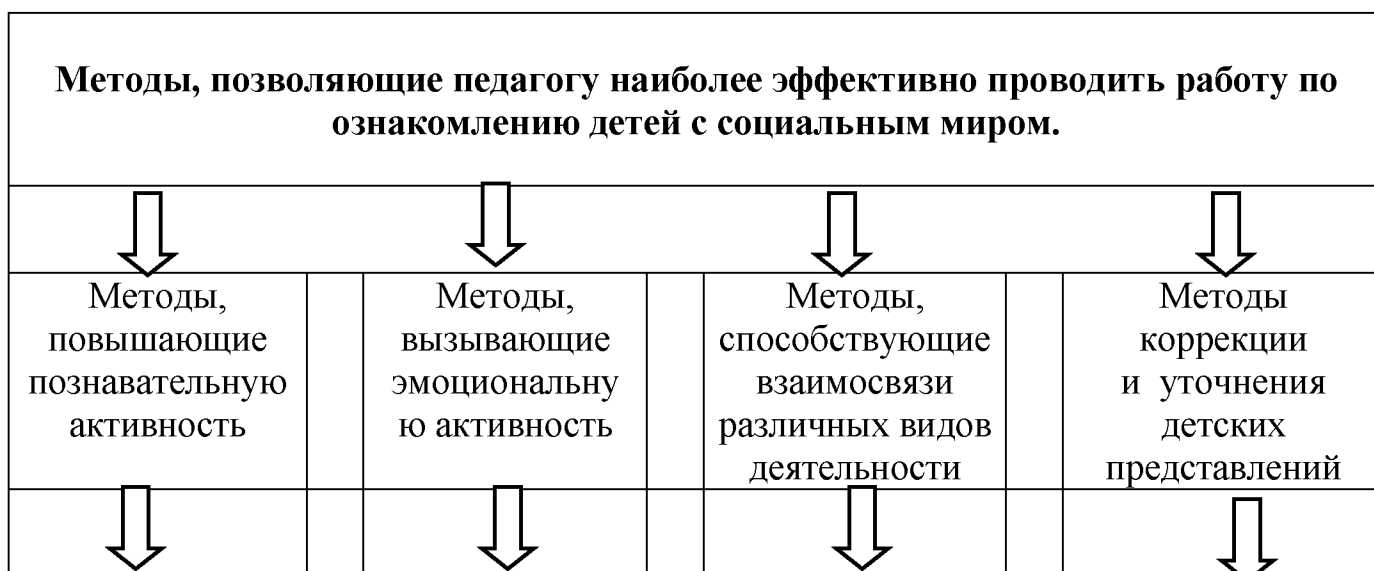 Методы, позволяющие педагогу наиболее эффективно проводить работу по
ознакомлению детей с социальным миром.
Методы,
повышающие
познавательную
активность
Методы,
вызывающие
эмоциональну
ю активность
Методы,
способствующие
взаимосвязи
различных видов
деятельности
Методы
коррекции
и уточнения
детских
представлений